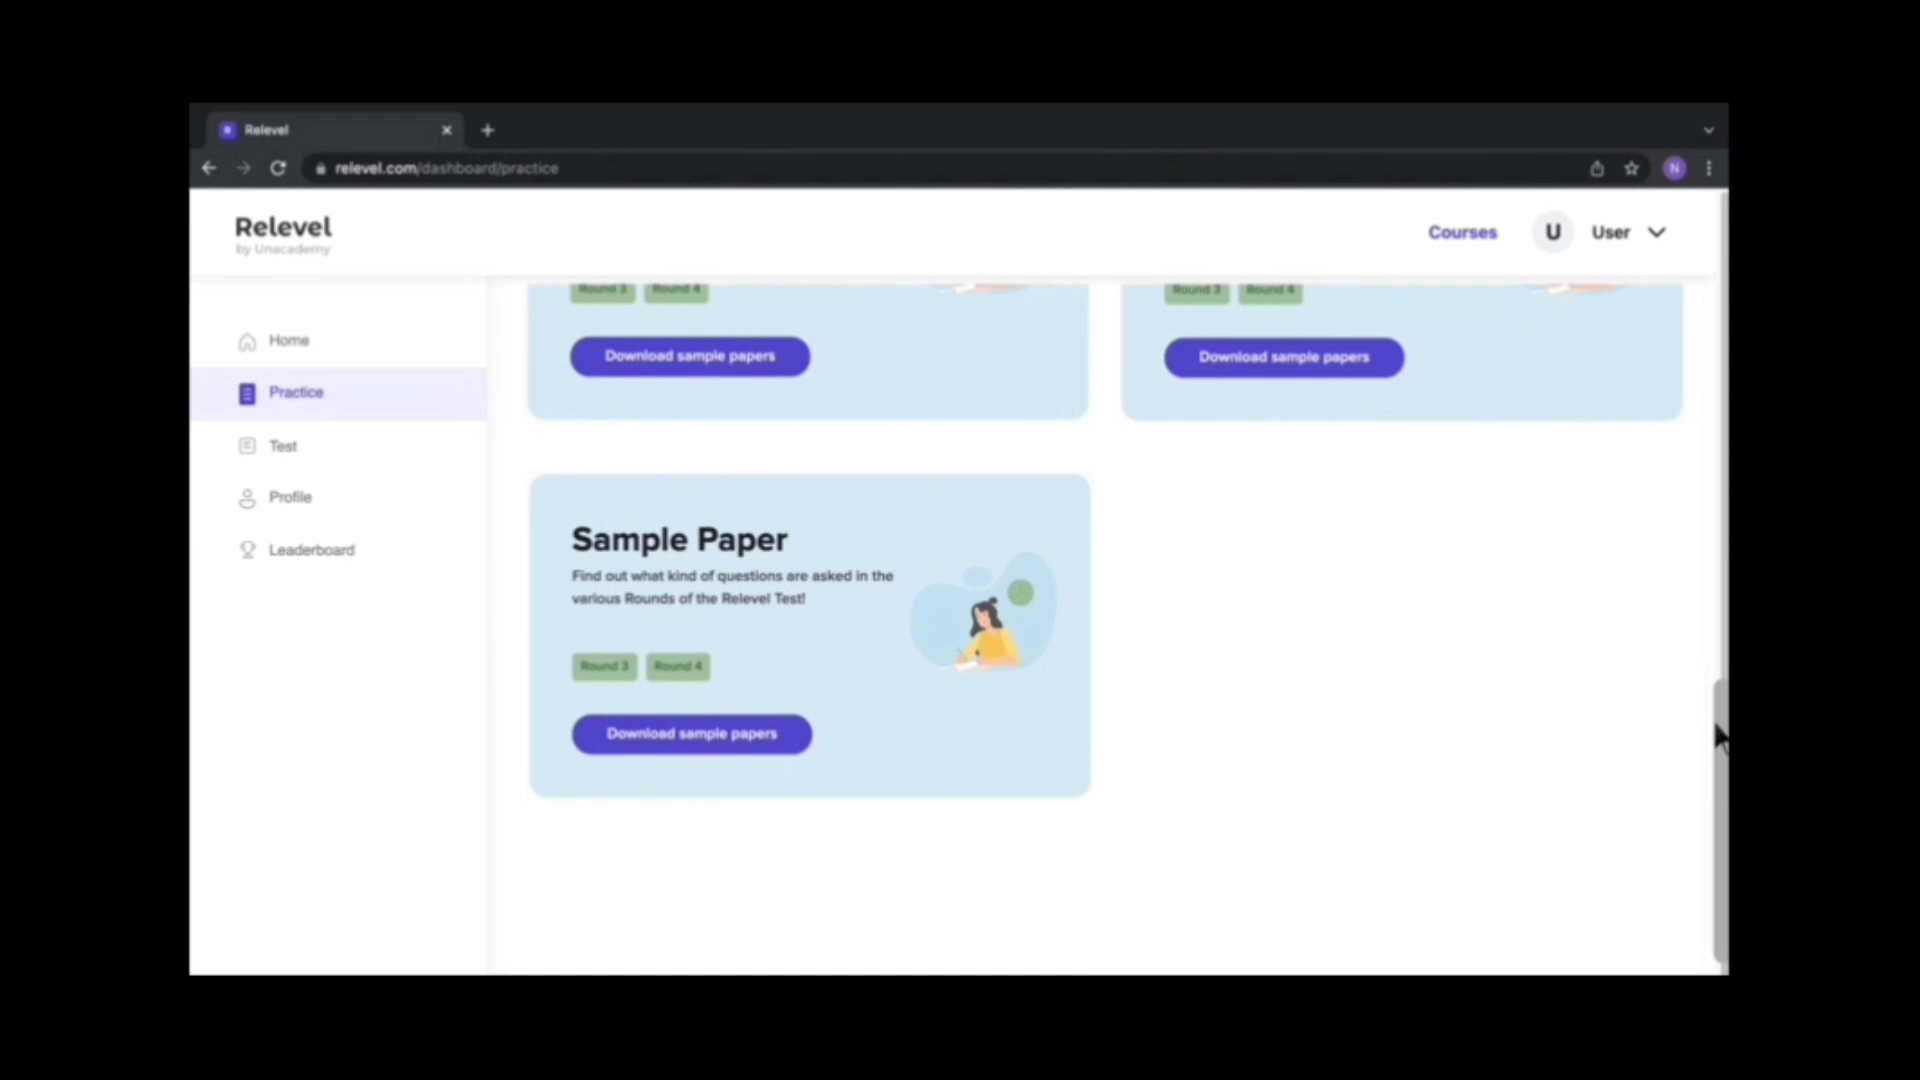 Relevel
relevel.com/dashboard/practice
N
Relevel
by Unacademy
Courses
U
User
Home
Practice
Test
Profile
Leaderboard
Round 3
Round 4
Download sample papers
Round 3
Round 4
Download sample papers
Sample Paper
Find out what kind of questions are asked in the
various Rounds of the Relevel Test!
Round 3
Round 4
Download sample papers